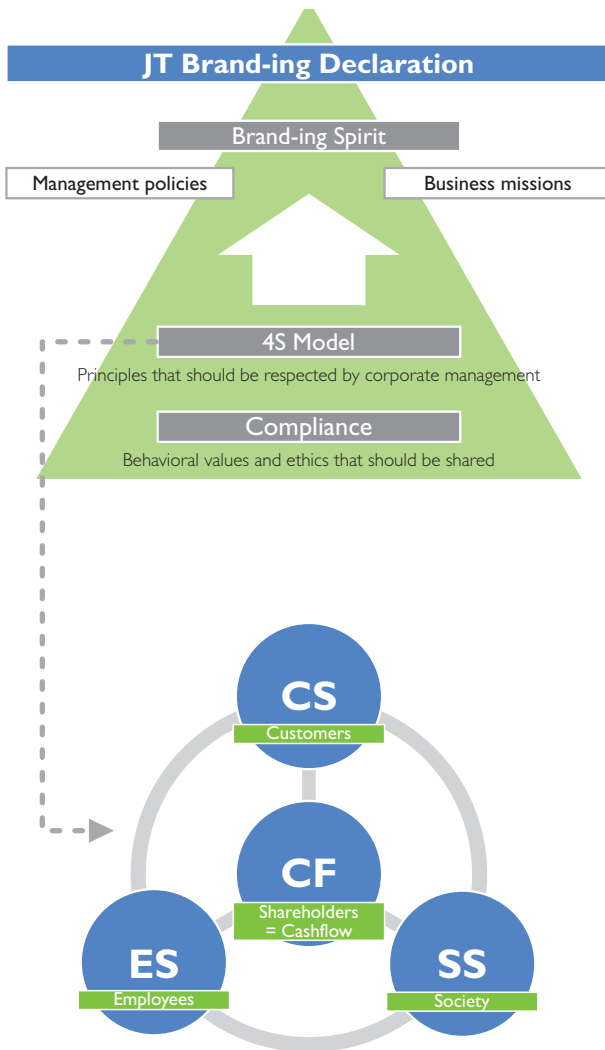 JT Brand-ing Declaration
Brand-ing Spirit
Management policies
Business missions
4S Model
Principles that should be respected by corporate management
Compliance
Behavioral values and ethics that should be shared
CS
Customers
CF
Shareholders
= Cashflow
ES
Employees
SS
Society